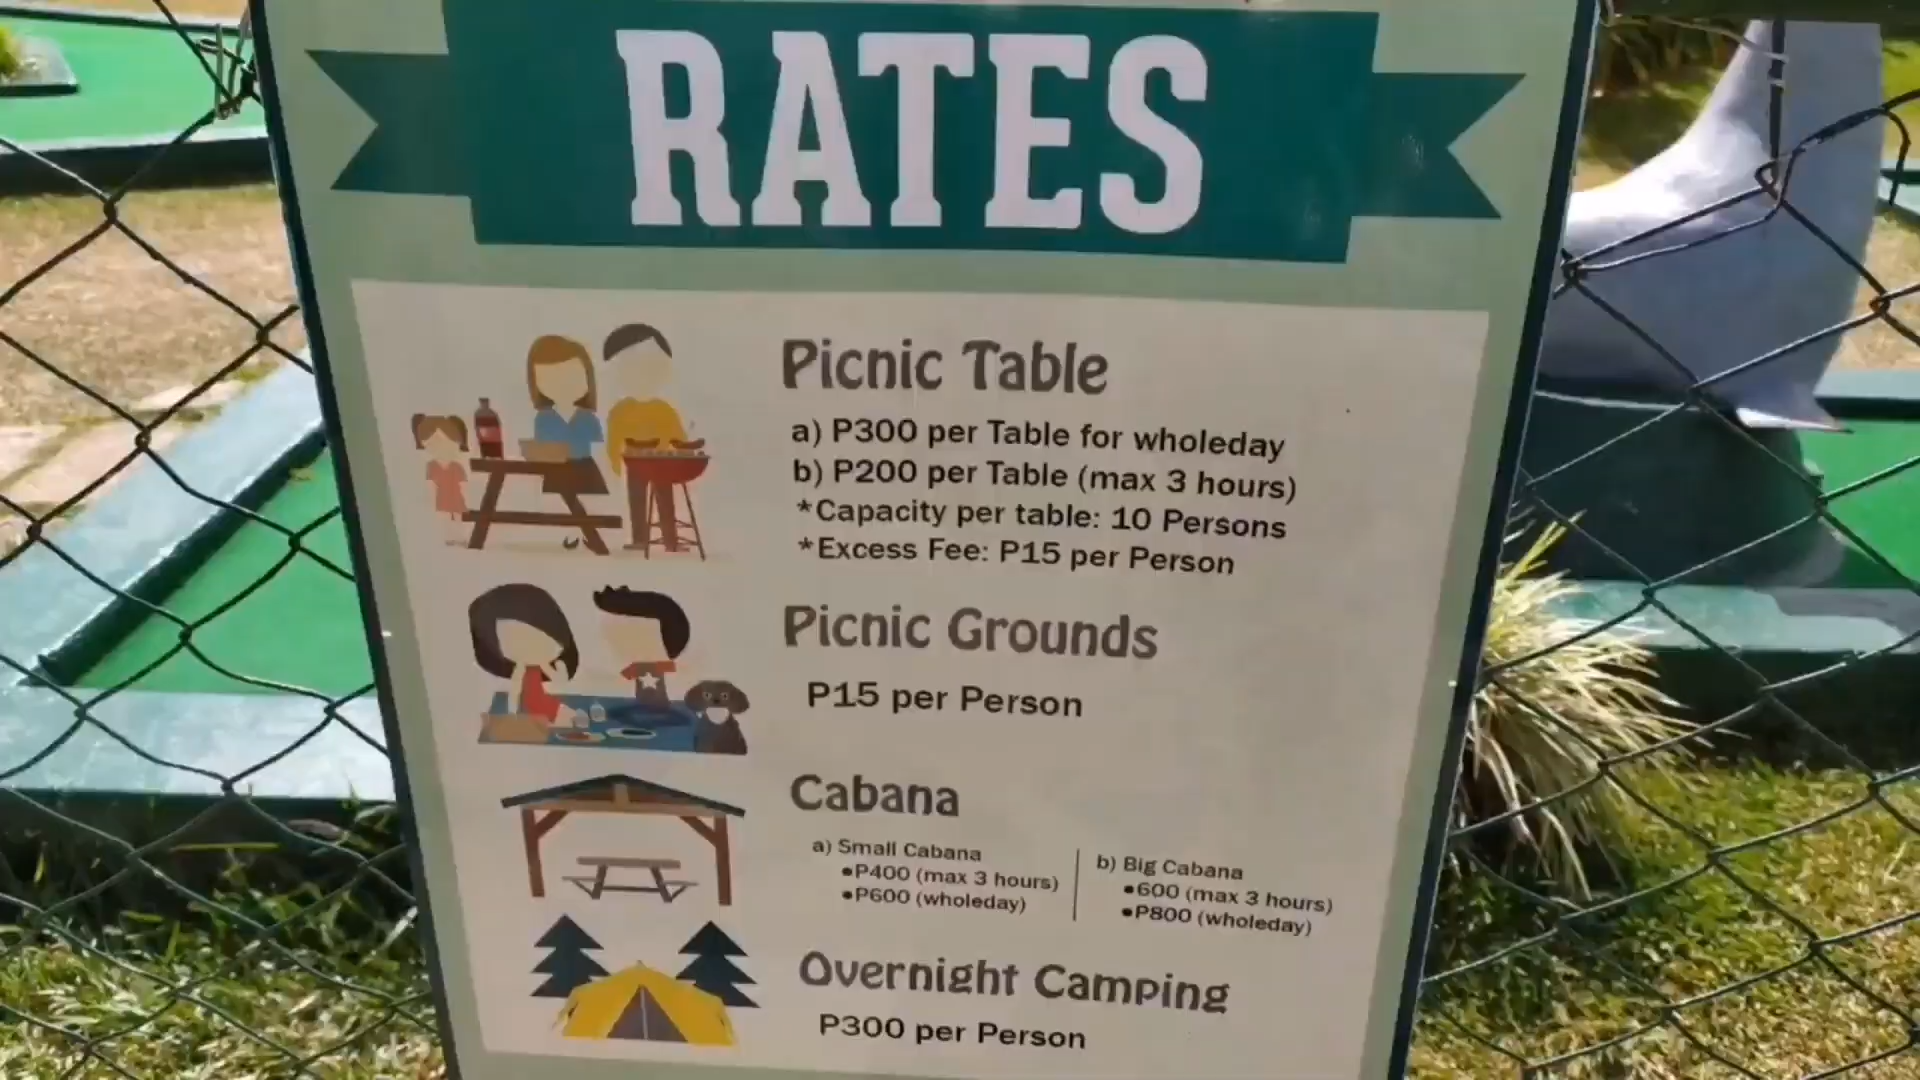 RATES
Picnic Table
a) P300 per Table for wholeday
b) P200 per Table (max 3 hours)
*Capacity per table: 10 Persons
*Excess Fee: P15 per Person
Picnic Grounds
P15 per Person
Cabana
a) Small Cabana
•P400 (max 3 hours)
•P600 (wholeday)
b) Big Cabana
•600 (max 3 hours)
•P800 (wholeday)
Overnight Camping
P300 per Person